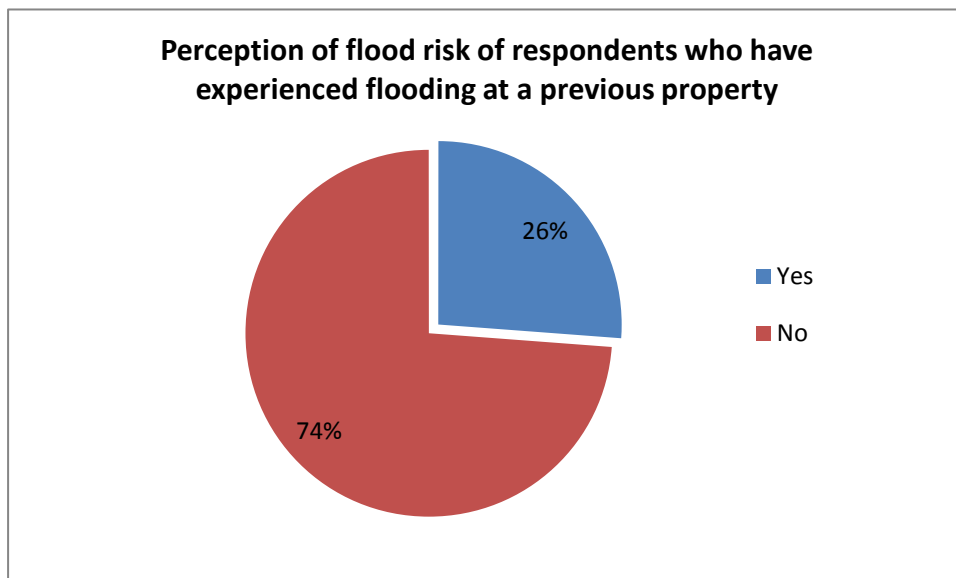 Perception of flood risk of respondents who have
experienced flooding at a previous property
26%
Yes
No
74%